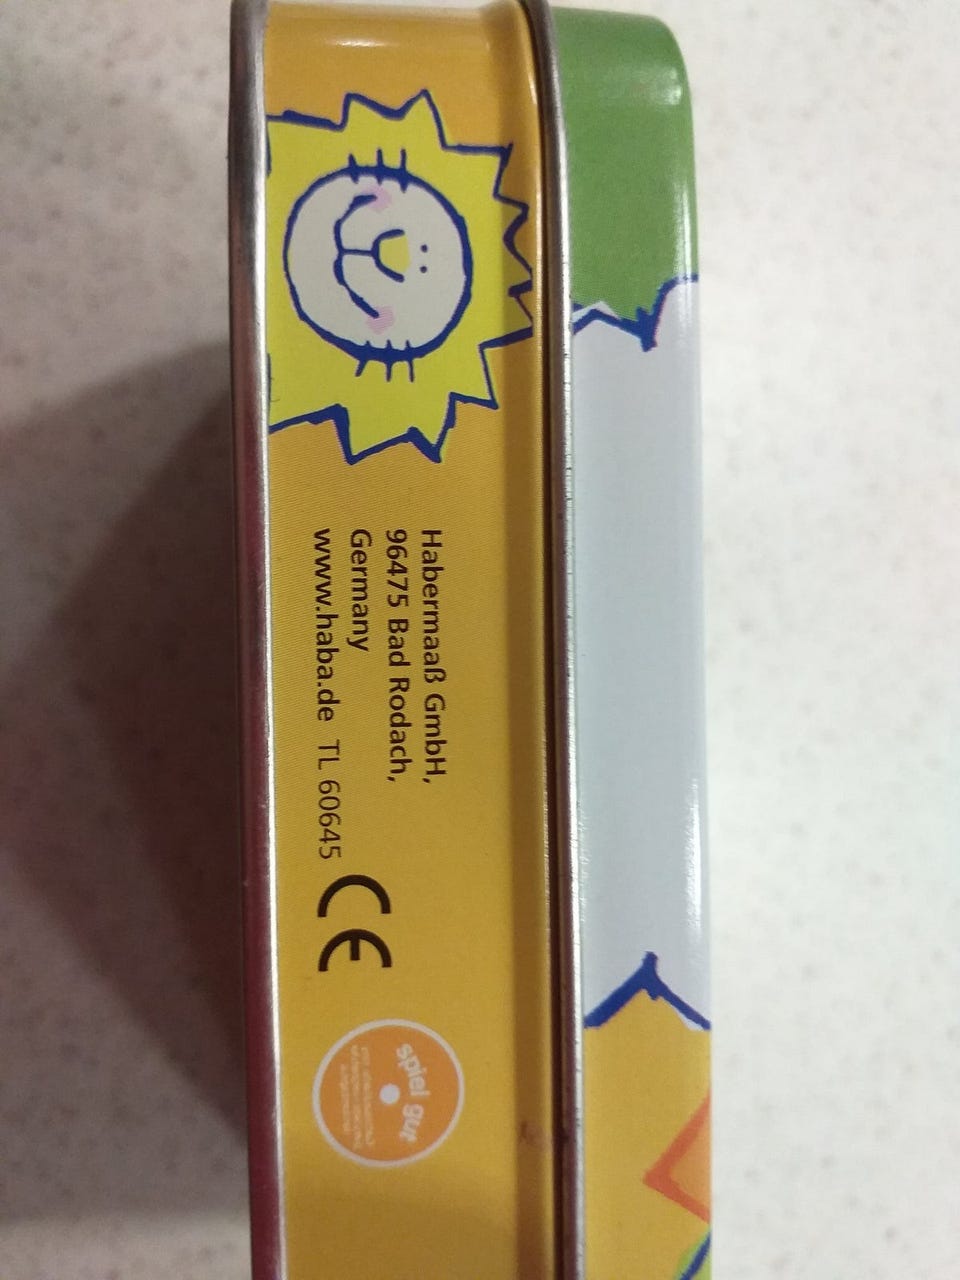 Habermaaß GmbH,
96475 Bad Rodach,
Germany
www.haba.de TL 60645
CE
spiel gut